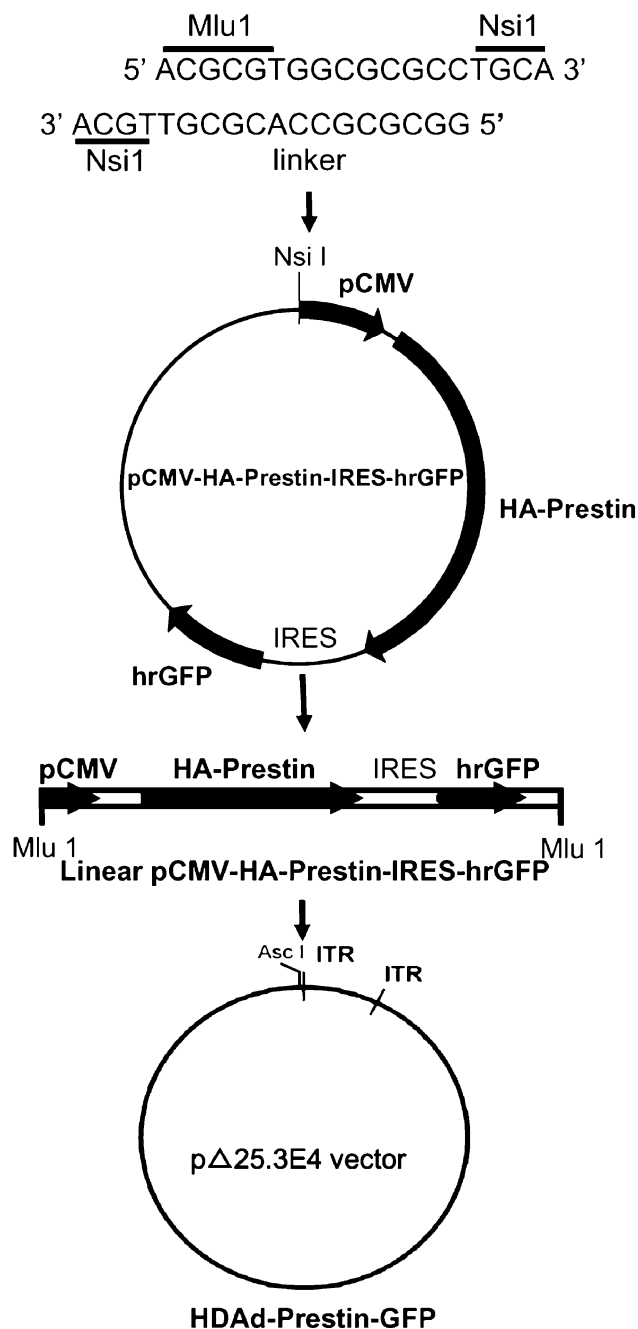 Mlu1 Nsi1
5' ACGCGTGGCGCGCCTGCA 3'
3' ACGTTGCGCACCGCGCGG 5'
Nsi1 linker
Nsi I
pCMV
pCMV-HA-Prestin-IRES-hrGFP
HA-Prestin
IRES
hrGFP
pCMV HA-Prestin IRES hrGFP
Mlu 1 Mlu 1
Linear pCMV-HA-Prestin-IRES-hrGFP
Asc I ITR
ITR
p△25.3E4 vector
HDAd-Prestin-GFP